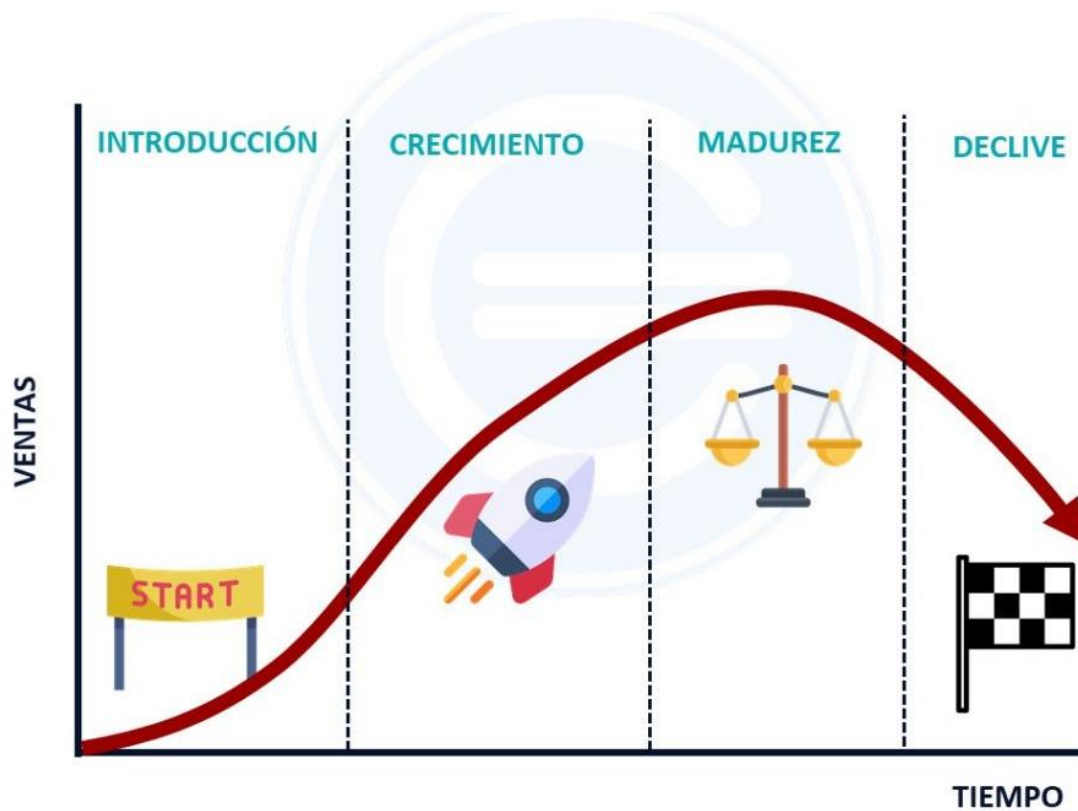 INTRODUCCIÓN
CRECIMIENTO
MADUREZ
DECLIVE
VENTAS
START
TIEMPO